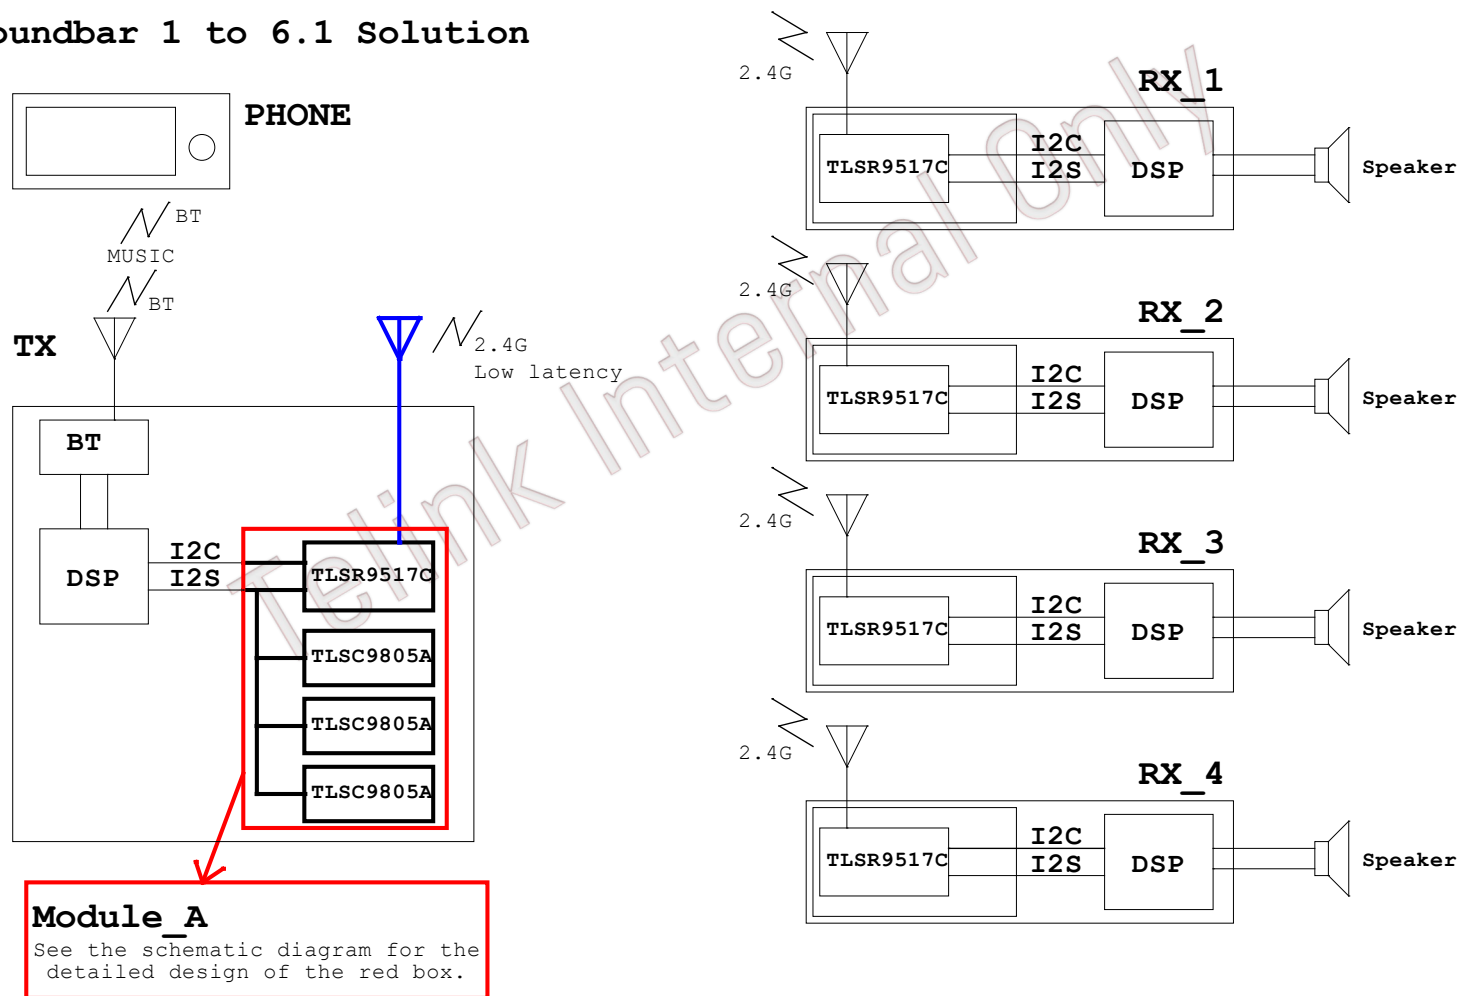 oundbar 1 to 6.1 Solution
PHONE
BT
MUSIC
BT
TX
2.4G
Low latency
BT
DSP
I2C
I2S
TLSR9517C
TLSC9805A
TLSC9805A
TLSC9805A
Module_A
See the schematic diagram for the
detailed design of the red box.
2.4G
RX_1
TLSR9517C
I2C
I2S
DSP
Speaker
2.4G
RX_2
TLSR9517C
I2C
I2S
DSP
Speaker
2.4G
RX_3
TLSR9517C
I2C
I2S
DSP
Speaker
2.4G
RX_4
TLSR9517C
I2C
I2S
DSP
Speaker
Telink Internal Only